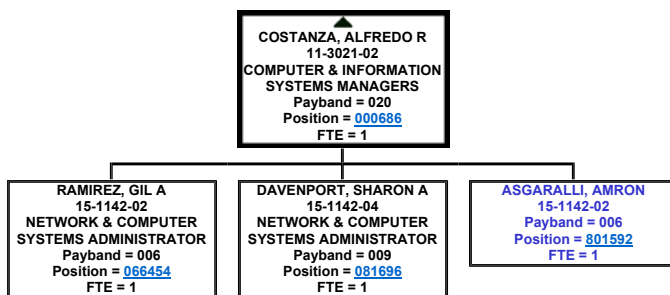 COSTANZA, ALFREDO R
11-3021-02
COMPUTER & INFORMATION
SYSTEMS MANAGERS
Payband = 020
Position = 000686
FTE = 1
RAMIREZ, GIL A
15-1142-02
NETWORK & COMPUTER
SYSTEMS ADMINISTRATOR
Payband = 006
Position = 066454
FTE = 1
DAVENPORT, SHARON A
15-1142-04
NETWORK & COMPUTER
SYSTEMS ADMINISTRATOR
Payband = 009
Position = 081696
FTE = 1
ASGARALLI, AMRON
15-1142-02
Payband = 006
Position = 801592
FTE = 1